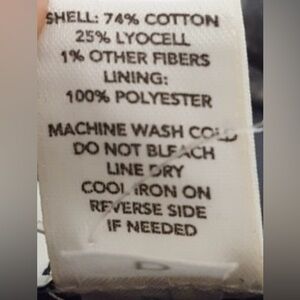 SHELL: 74% COTTON
25% LYOCELL
1% OTHER FIBERS
LINING:
100% POLYESTER
MACHINE WASH COLD
DO NOT BLEACH
LINE DRY
COOL IRON ON
REVERSE SIDE
IF NEEDED